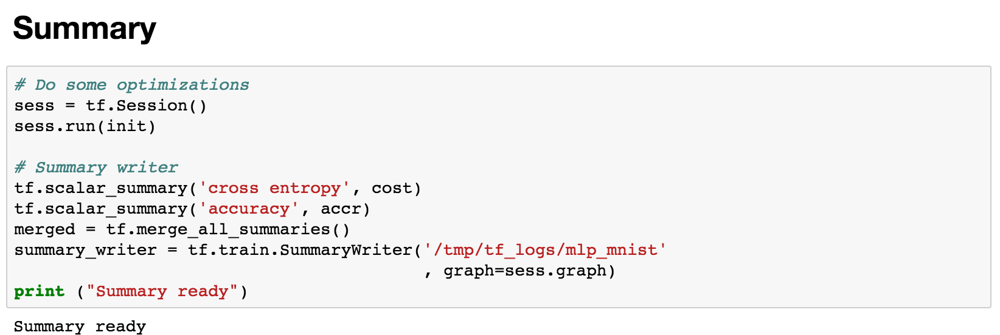 Summary
# Do some optimizations
sess = tf.Session()
sess.run(init)
# Summary writer
tf.scalar_summary('cross entropy', cost)
tf.scalar_summary('accuracy', accr)
merged = tf.merge_all_summaries()
summary_writer = tf.train.SummaryWriter('/tmp/tf_logs/mlp_mnist'
, graph=sess.graph)
print ("Summary ready")
Summary ready